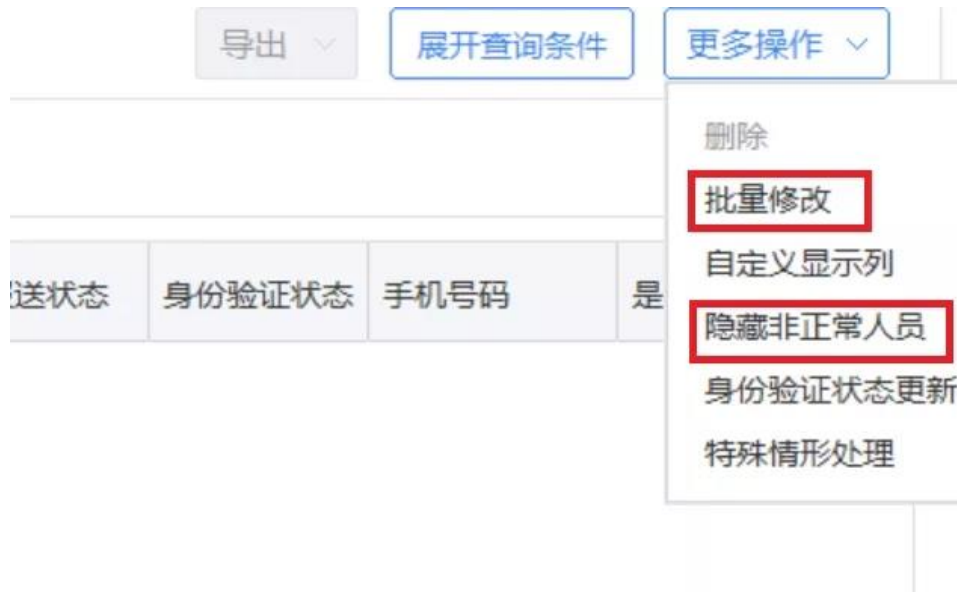 导出
展开查询条件
更多操作
删除
批量修改
自定义显示列
送状态
身份验证状态
手机号码
是
隐藏非正常人员
身份验证状态更新
特殊情形处理